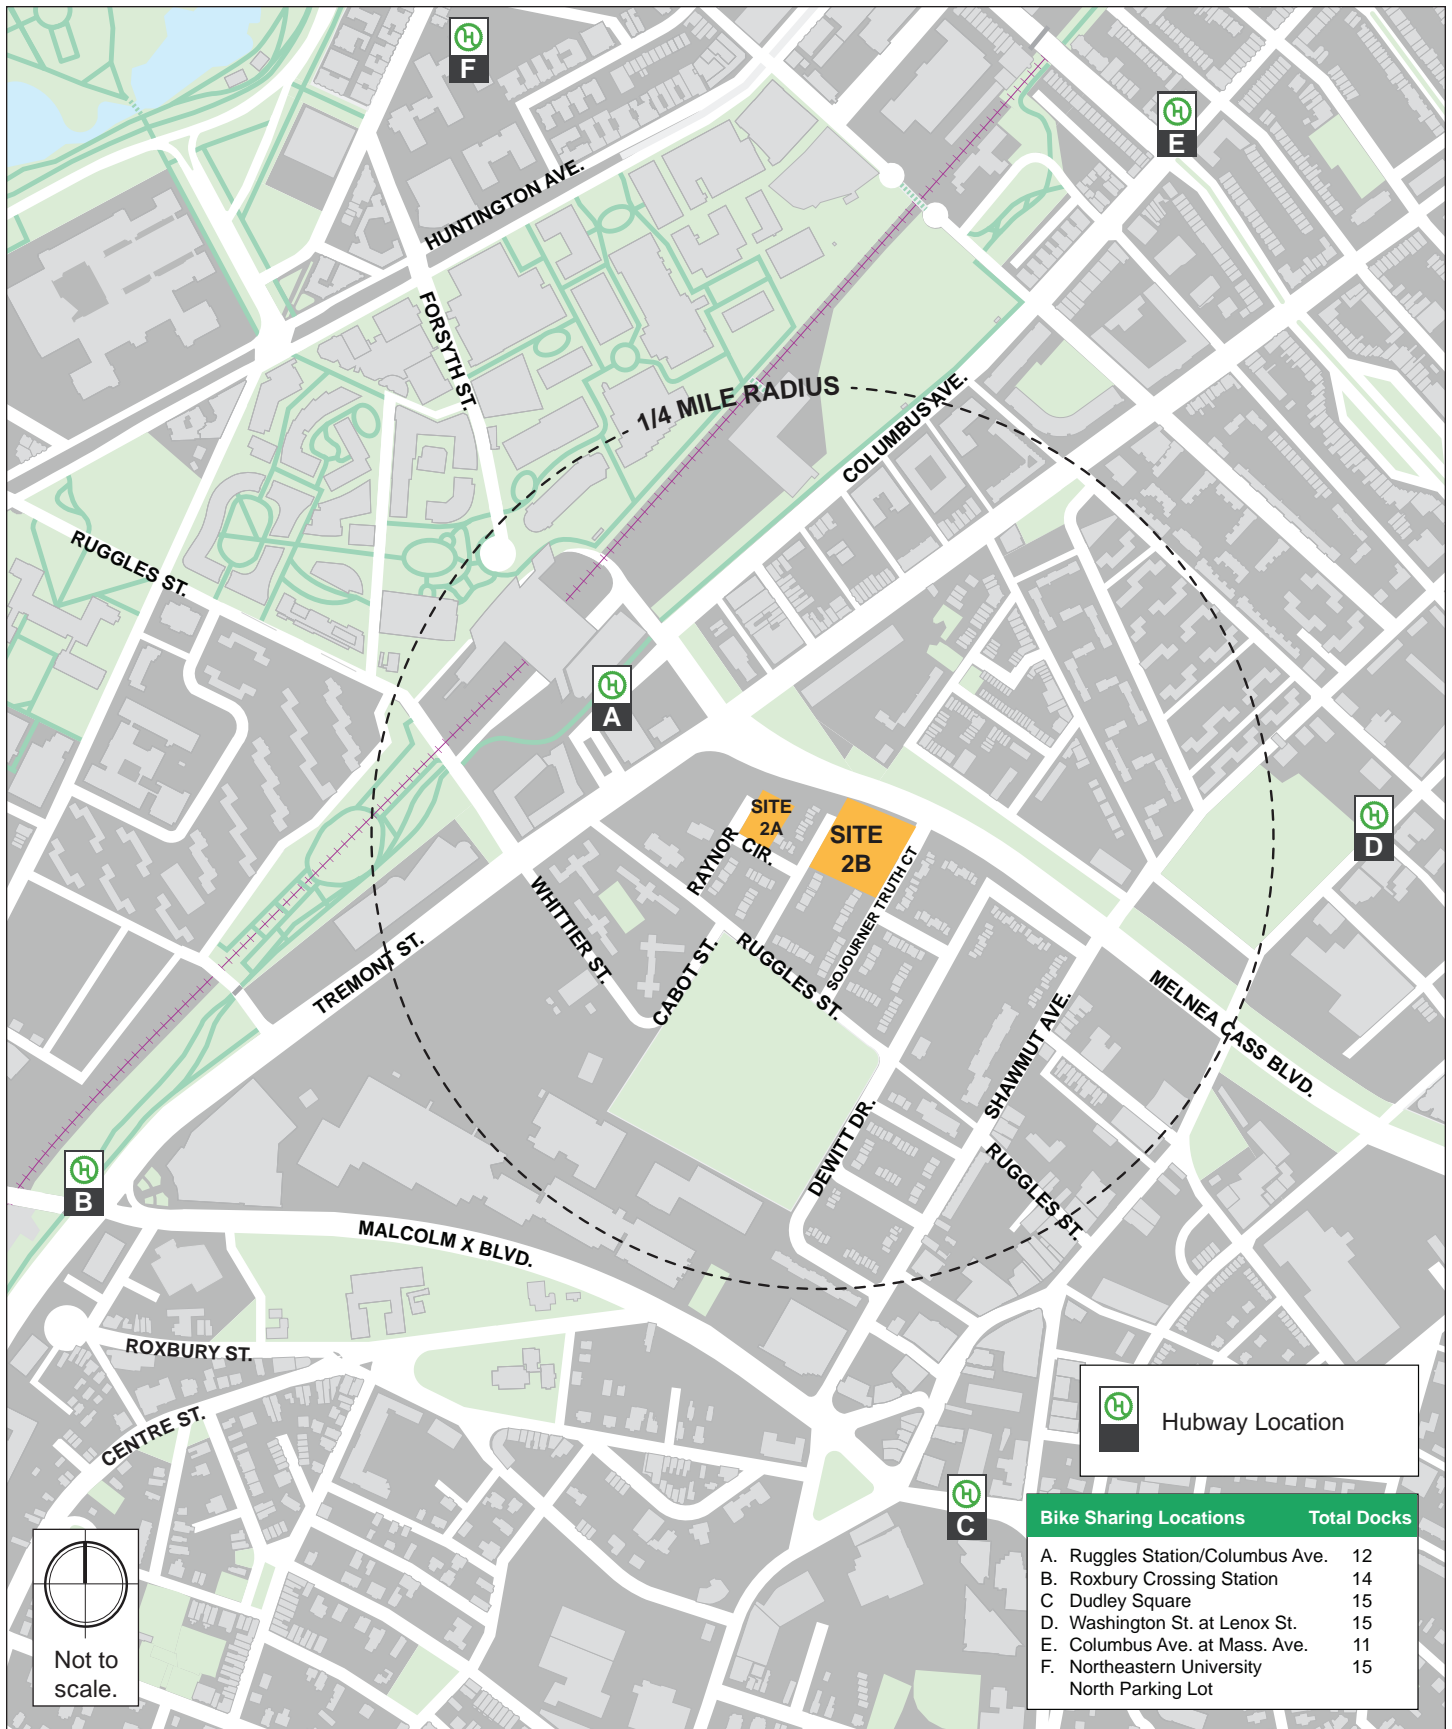 F
E
HUNTINGTON AVE.
FORSYTH ST.
1/4 MILE RADIUS
COLUMBUS AVE.
RUGGLES ST.
A
SITE
2A
SITE
2B
D
RAYNOR
CIR.
WHITTIER ST.
SOJOURNER TRUTH CT
TREMONT ST.
CABOT ST.
RUGGLES ST.
MELNEA CASS BLVD.
SHAWMUT AVE.
DEWITT DR.
RUGGLES ST.
B
MALCOLM X BLVD.
ROXBURY ST.
CENTRE ST.
Hubway Location
C
Bike Sharing Locations Total Docks
A. Ruggles Station/Columbus Ave. 12
B. Roxbury Crossing Station 14
C Dudley Square 15
D. Washington St. at Lenox St. 15
E. Columbus Ave. at Mass. Ave. 11
F. Northeastern University 15
North Parking Lot
Not to
scale.